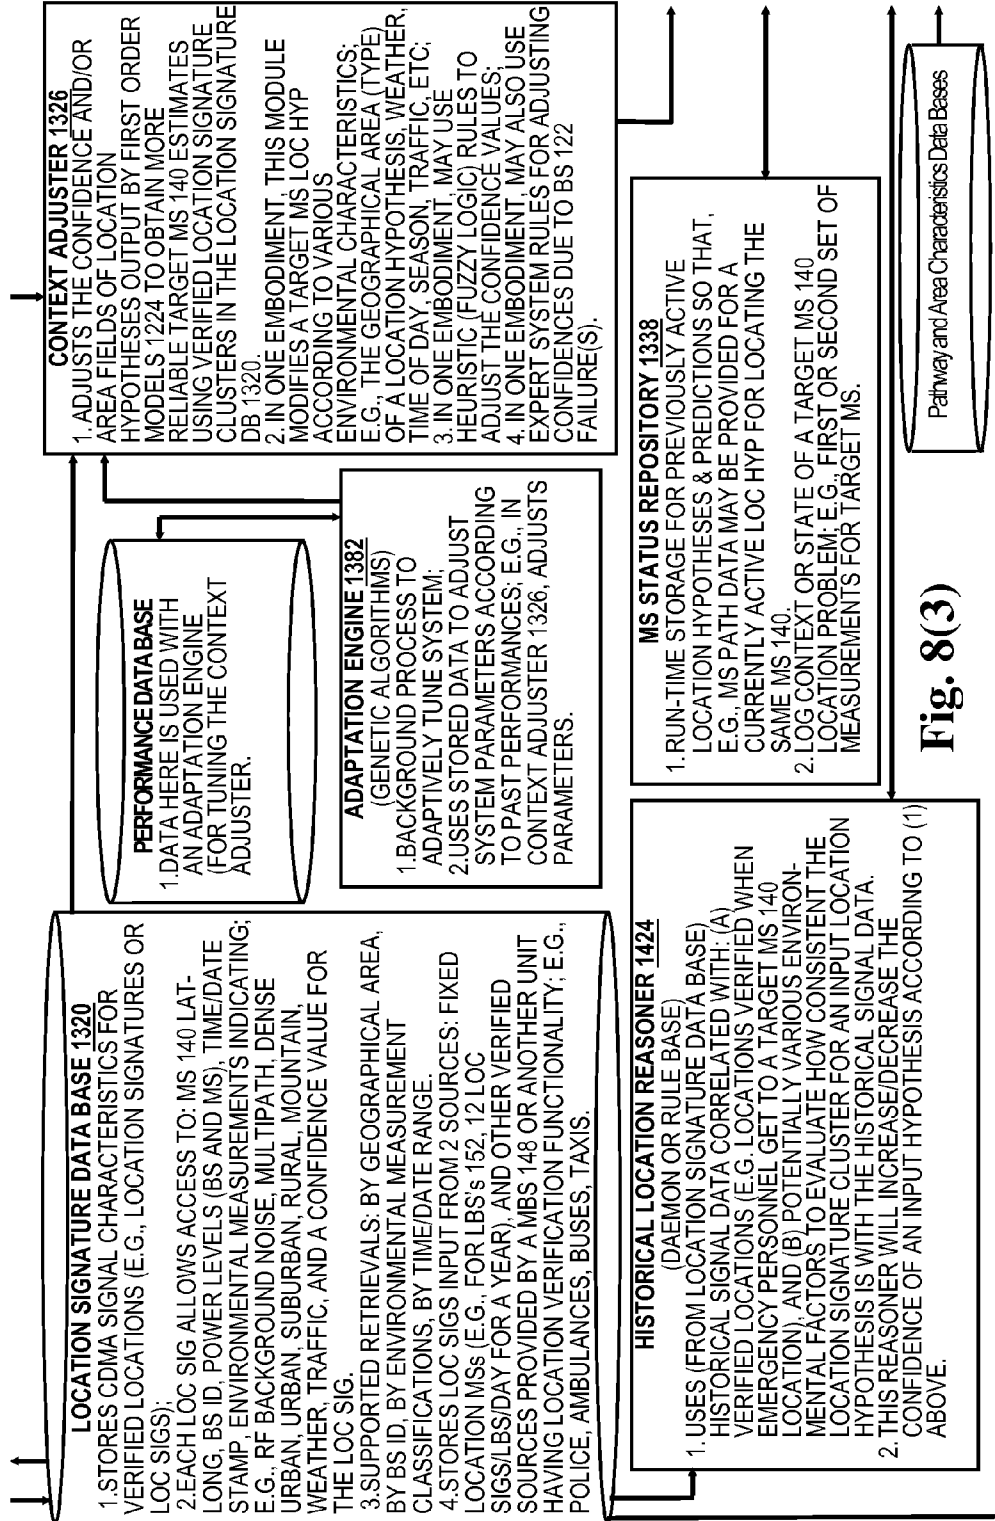 LOCATION SIGNATURE DATA BASE 1320
1.STORES CDMA SIGNAL CHARACTERISTICS FOR
VERIFIED LOCATIONS (E.G., LOCATION SIGNATURES OR
LOC SIGS);
2.EACH LOC SIG ALLOWS ACCESS TO: MS 140 LAT-
LONG, BS ID, POWER LEVELS (BS AND MS), TIME/DATE
STAMP, ENVIRONMENTAL MEASUREMENTS INDICATING;
E.G., RF BACKGROUND NOISE, MULTIPATH, DENSE
URBAN, URBAN, SUBURBAN, RURAL, MOUNTAIN,
WEATHER, TRAFFIC, AND A CONFIDENCE VALUE FOR
THE LOC SIG.
3.SUPPORTED RETRIEVALS: BY GEOGRAPHICAL AREA,
BY BS ID, BY ENVIRONMENTAL MEASUREMENT
CLASSIFICATIONS, BY TIME/DATE RANGE.
4.STORES LOC SIGS INPUT FROM 2 SOURCES: FIXED
LOCATION MSs (E.G., FOR LBS's 152, 12 LOC
SIGS/LBS/DAY FOR A YEAR), AND OTHER VERIFIED
SOURCES PROVIDED BY A MBS 148 OR ANOTHER UNIT
HAVING LOCATION VERIFICATION FUNCTIONALITY; E.G.,
POLICE, AMBULANCES, BUSES, TAXIS.
PERFORMANCE DATA BASE
1.DATA HERE IS USED WITH
AN ADAPTATION ENGINE
(FOR TUNING THE CONTEXT
ADJUSTER.
ADAPTATION ENGINE 1382
(GENETIC ALGORITHMS)
1.BACKGROUND PROCESS TO
ADAPTIVELY TUNE SYSTEM;
2.USES STORED DATA TO ADJUST
SYSTEM PARAMETERS ACCORDING
TO PAST PERFORMANCES; E.G., IN
CONTEXT ADJUSTER 1326, ADJUSTS
PARAMETERS.
CONTEXT ADJUSTER 1326
1. ADJUSTS THE CONFIDENCE AND/OR
AREA FIELDS OF LOCATION
HYPOTHESES OUTPUT BY FIRST ORDER
MODELS 1224 TO OBTAIN MORE
RELIABLE TARGET MS 140 ESTIMATES
USING VERIFIED LOCATION SIGNATURE
CLUSTERS IN THE LOCATION SIGNATURE
DB 1320.
2. IN ONE EMBODIMENT, THIS MODULE
MODIFIES A TARGET MS LOC HYP
ACCORDING TO VARIOUS
ENVIRONMENTAL CHARACTERISTICS;
E.G., THE GEOGRAPHICAL AREA (TYPE)
OF A LOCATION HYPOTHESIS, WEATHER,
TIME OF DAY, SEASON, TRAFFIC, ETC;
3. IN ONE EMBODIMENT, MAY USE
HEURISTIC (FUZZY LOGIC) RULES TO
ADJUST THE CONFIDENCE VALUES;
4. IN ONE EMBODIMENT, MAY ALSO USE
EXPERT SYSTEM RULES FOR ADJUSTING
CONFIDENCES DUE TO BS 122
FAILURE(S).
HISTORICAL LOCATION REASONER 1424
(DAEMON OR RULE BASE)
1. USES (FROM LOCATION SIGNATURE DATA BASE)
HISTORICAL SIGNAL DATA CORRELATED WITH: (A)
VERIFIED LOCATIONS (E.G. LOCATIONS VERIFIED WHEN
EMERGENCY PERSONNEL GET TO A TARGET MS 140
LOCATION), AND (B) POTENTIALLY VARIOUS ENVIRON-
MENTAL FACTORS TO EVALUATE HOW CONSISTENT THE
LOCATION SIGNATURE CLUSTER FOR AN INPUT LOCATION
HYPOTHESIS IS WITH THE HISTORICAL SIGNAL DATA.
2. THIS REASONER WILL INCREASE/DECREASE THE
CONFIDENCE OF AN INPUT HYPOTHESIS ACCORDING TO (1)
ABOVE.
MS STATUS REPOSITORY 1338
1. RUN-TIME STORAGE FOR PREVIOUSLY ACTIVE
LOCATION HYPOTHESES & PREDICTIONS SO THAT,
E.G., MS PATH DATA MAY BE PROVIDED FOR A
CURRENTLY ACTIVE LOC HYP FOR LOCATING THE
SAME MS 140.
2. LOG CONTEXT OR STATE OF A TARGET MS 140
LOCATION PROBLEM; E.G., FIRST OR SECOND SET OF
MEASUREMENTS FOR TARGET MS.
Pathway and Area Characteristics Data Bases
Fig. 8(3)